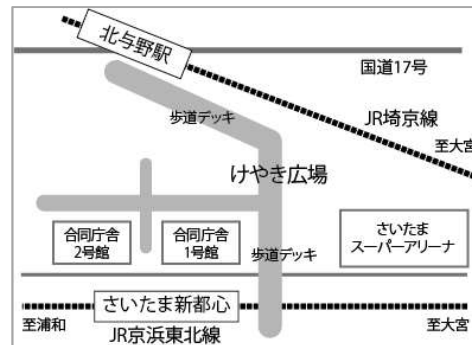 北与野駅
国道17号
JR埼京線
歩道デッキ
至大宮
けやき広場
合同庁舎
2号館
合同庁舎
1号館
歩道デッキ
さいたま
スーパーアリーナ
さいたま新都心
至浦和
JR京浜東北線
至大宮